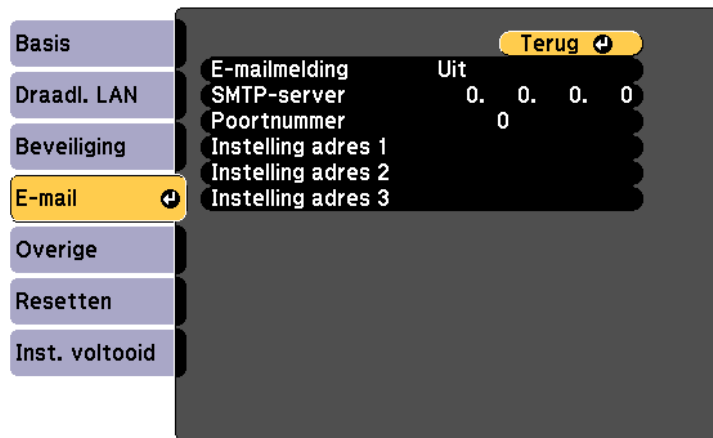 Basis
Draadl. LAN
Beveiliging
E-mail
Overige
Resetten
Inst. voltooid
Terug
E-mailmelding Uit
SMTP-server 0. 0. 0. 0
Poortnummer 0
Instelling adres 1
Instelling adres 2
Instelling adres 3